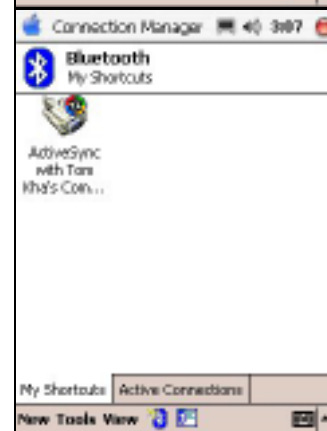 Connection Manager 3:07
Bluetooth
My Shortcuts
ActiveSync
with Tom
Kha's Com...
My Shortcuts Active Connections
New Tools View